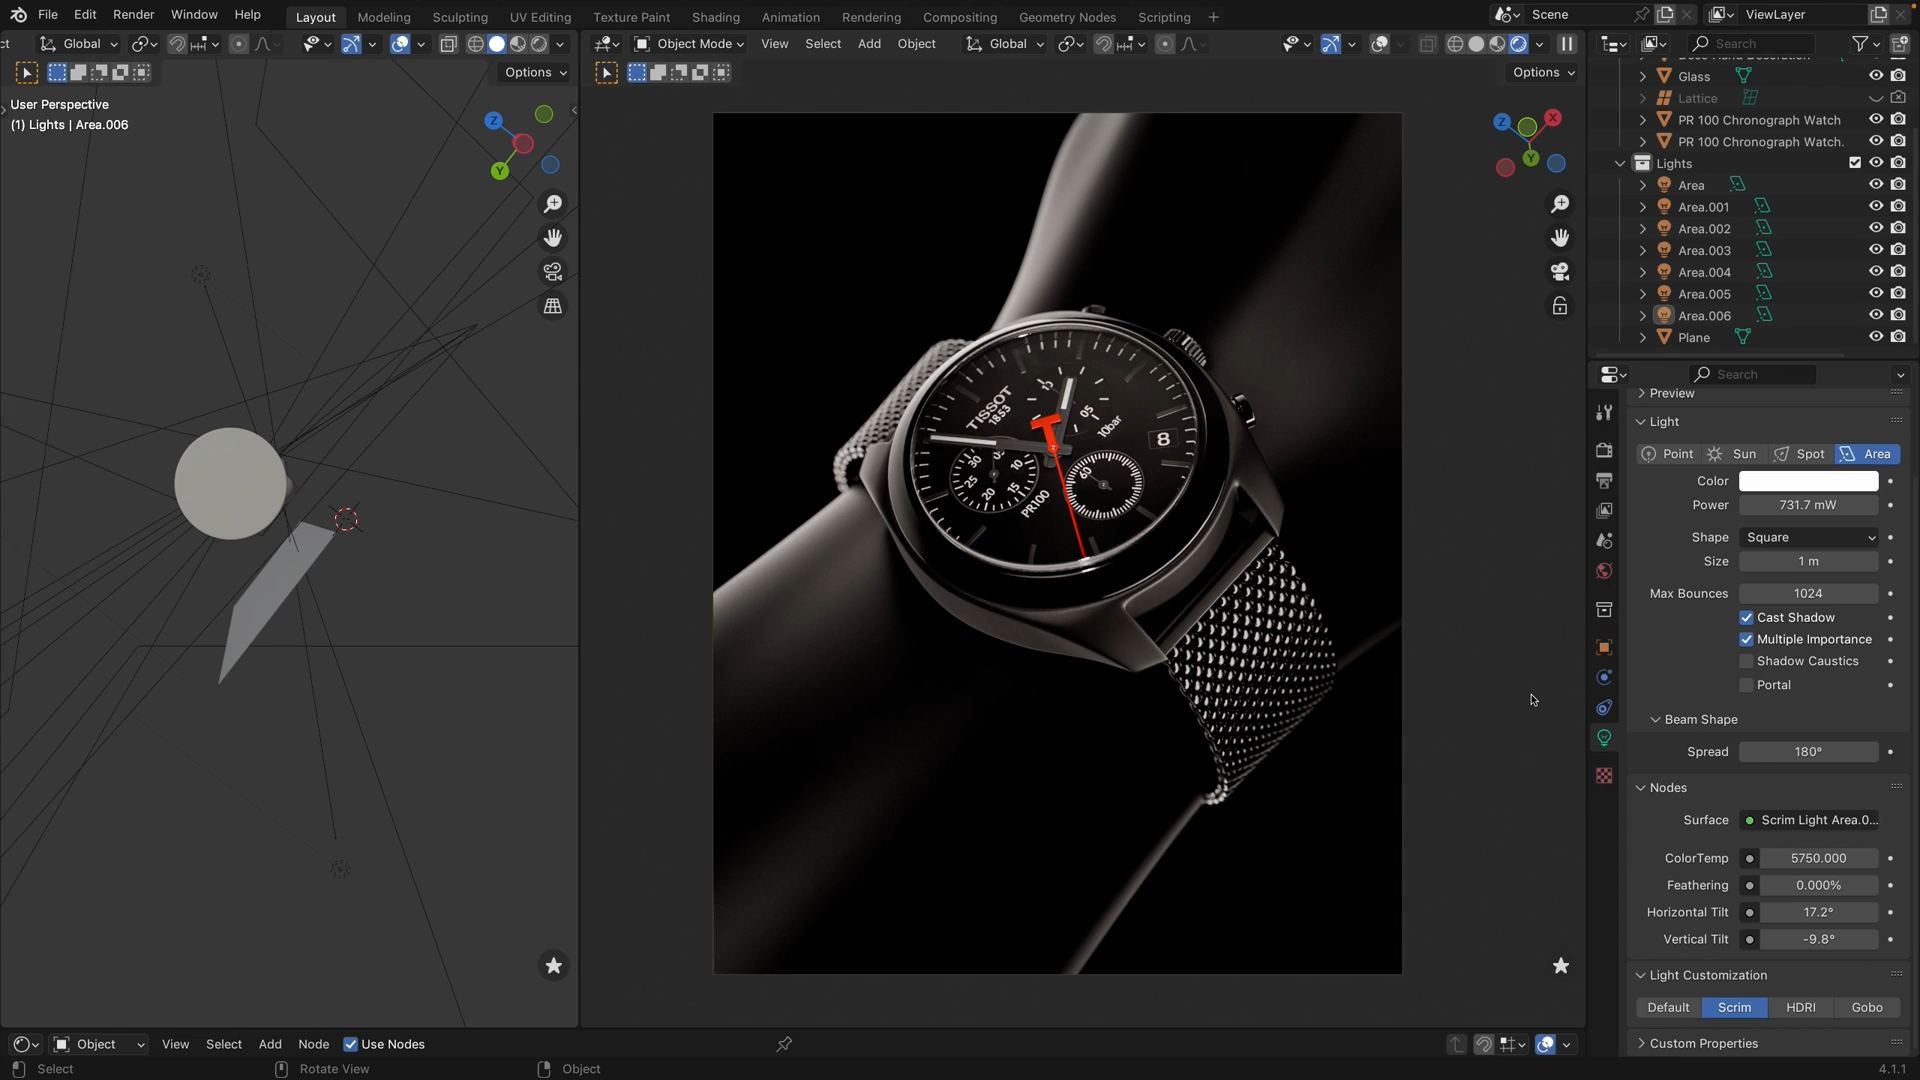 File Edit Render Window Help Layout Modeling Sculpting UV Editing Texture Paint Shading Animation Rendering Compositing Geometry Nodes Scripting + Scene ViewLayer
Global
Options
User Perspective
(1) Lights | Area.006
Z
Y
Object Mode View Select Add Object Global
Options
X
Z
Y
TISSOT
1853
05
10bar
8
30
10
25
15
20
60
PR100
Search
Glass
Lattice
PR 100 Chronograph Watch
PR 100 Chronograph Watch.
Lights
Area
Area.001
Area.002
Area.003
Area.004
Area.005
Area.006
Plane
Search
Preview
Light
Point Sun Spot Area
Color
Power 731.7 mW
Shape Square
Size 1 m
Max Bounces 1024
Cast Shadow
Multiple Importance
Shadow Caustics
Portal
Beam Shape
Spread 180°
Nodes
Surface Scrim Light Area.0...
ColorTemp 5750.000
Feathering 0.000%
Horizontal Tilt 17.2°
Vertical Tilt -9.8°
Light Customization
Default Scrim HDRI Gobo
Custom Properties
Object View Select Add Node Use Nodes
Select Rotate View Object 4.1.1